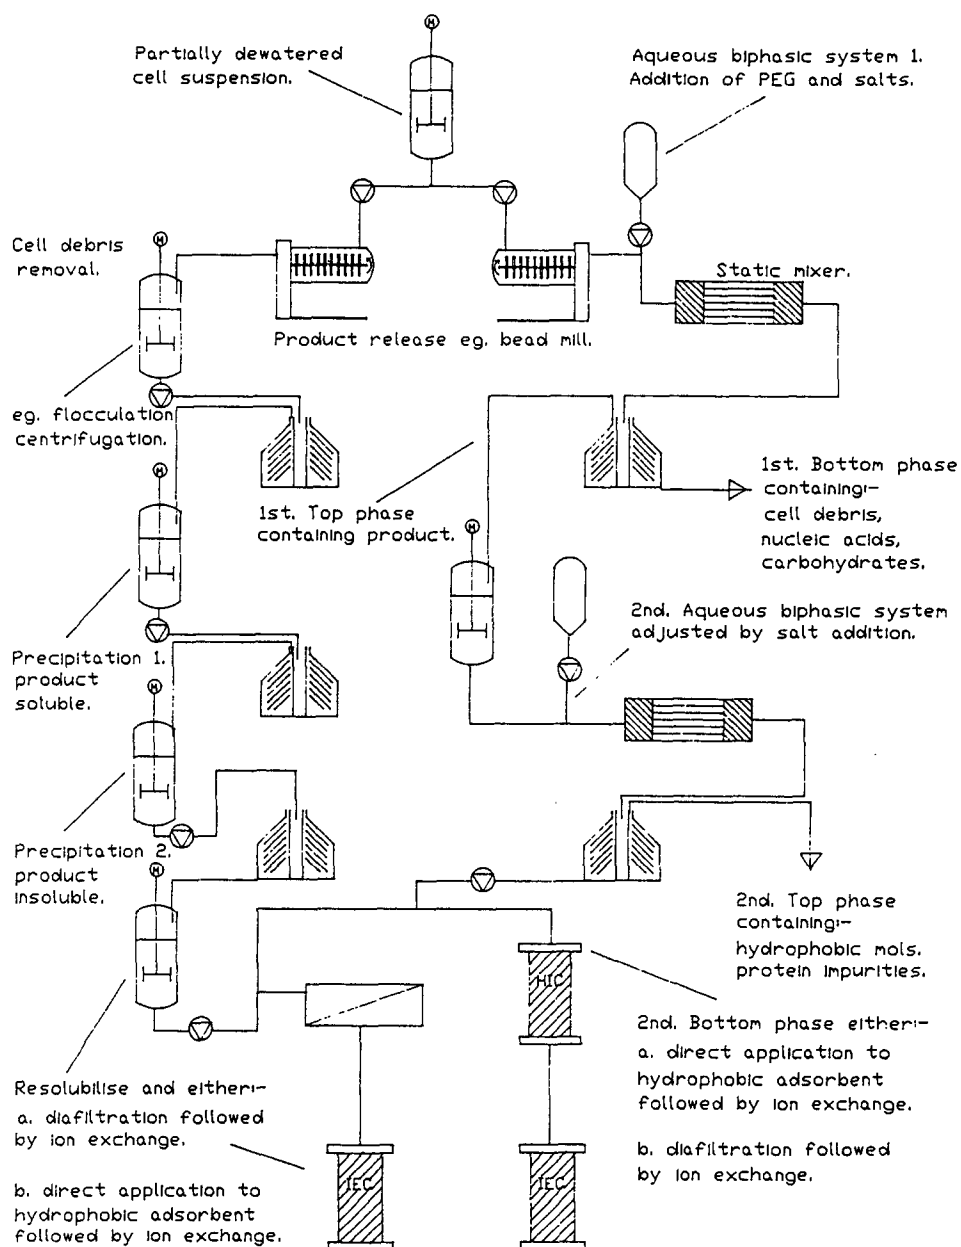 M
Partially dewatered
cell suspension.
Aqueous biphasic system 1.
Addition of PEG and salts.
M
Cell debris
removal.
Static mixer.
Product release eg. bead mill.
eg. flocculation
centrifugation.
M
1st. Top phase
containing product.
1st. Bottom phase
containing:-
cell debris,
nucleic acids,
carbohydrates.
M
2nd. Aqueous biphasic system
adjusted by salt addition.
Precipitation 1.
product
soluble.
M
Precipitation 2.
product
insoluble.
M
2nd. Top phase
containing:-
hydrophobic mols.
protein impurities.
HIC
2nd. Bottom phase either:-
a. direct application to
hydrophobic adsorbent
followed by ion exchange.
b. diafiltration followed
by ion exchange.
Resolubilise and either:-
a. diafiltration followed
by ion exchange.
b. direct application to
hydrophobic adsorbent
followed by ion exchange.
IEC
IEC